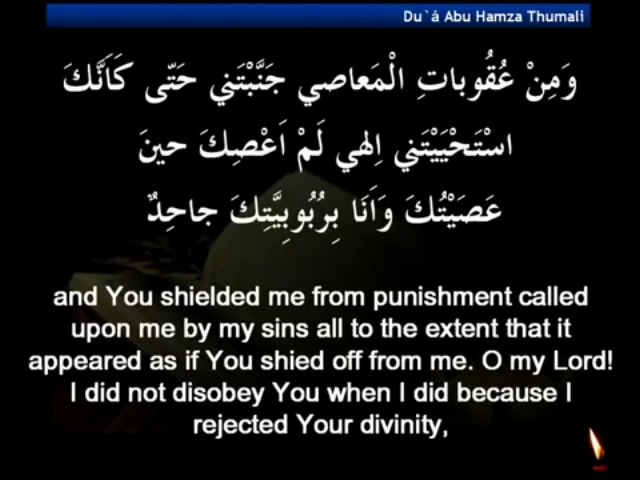 Du`á Abu Hamza Thumali
وَمِنْ عُقُوباتِ الْمَعاصي جَنَّبْتَني حَتّى كَاَنَّكَ
اسْتَحْيَيْتَني اِلهي لَمْ اَعْصِكَ حينَ
عَصَيْتُكَ وَاَنَا بِرُبُوبِيَّتِكَ جاحِدٌ
and You shielded me from punishment called
upon me by my sins all to the extent that it
appeared as if You shied off from me. O my Lord!
I did not disobey You when I did because I
rejected Your divinity,